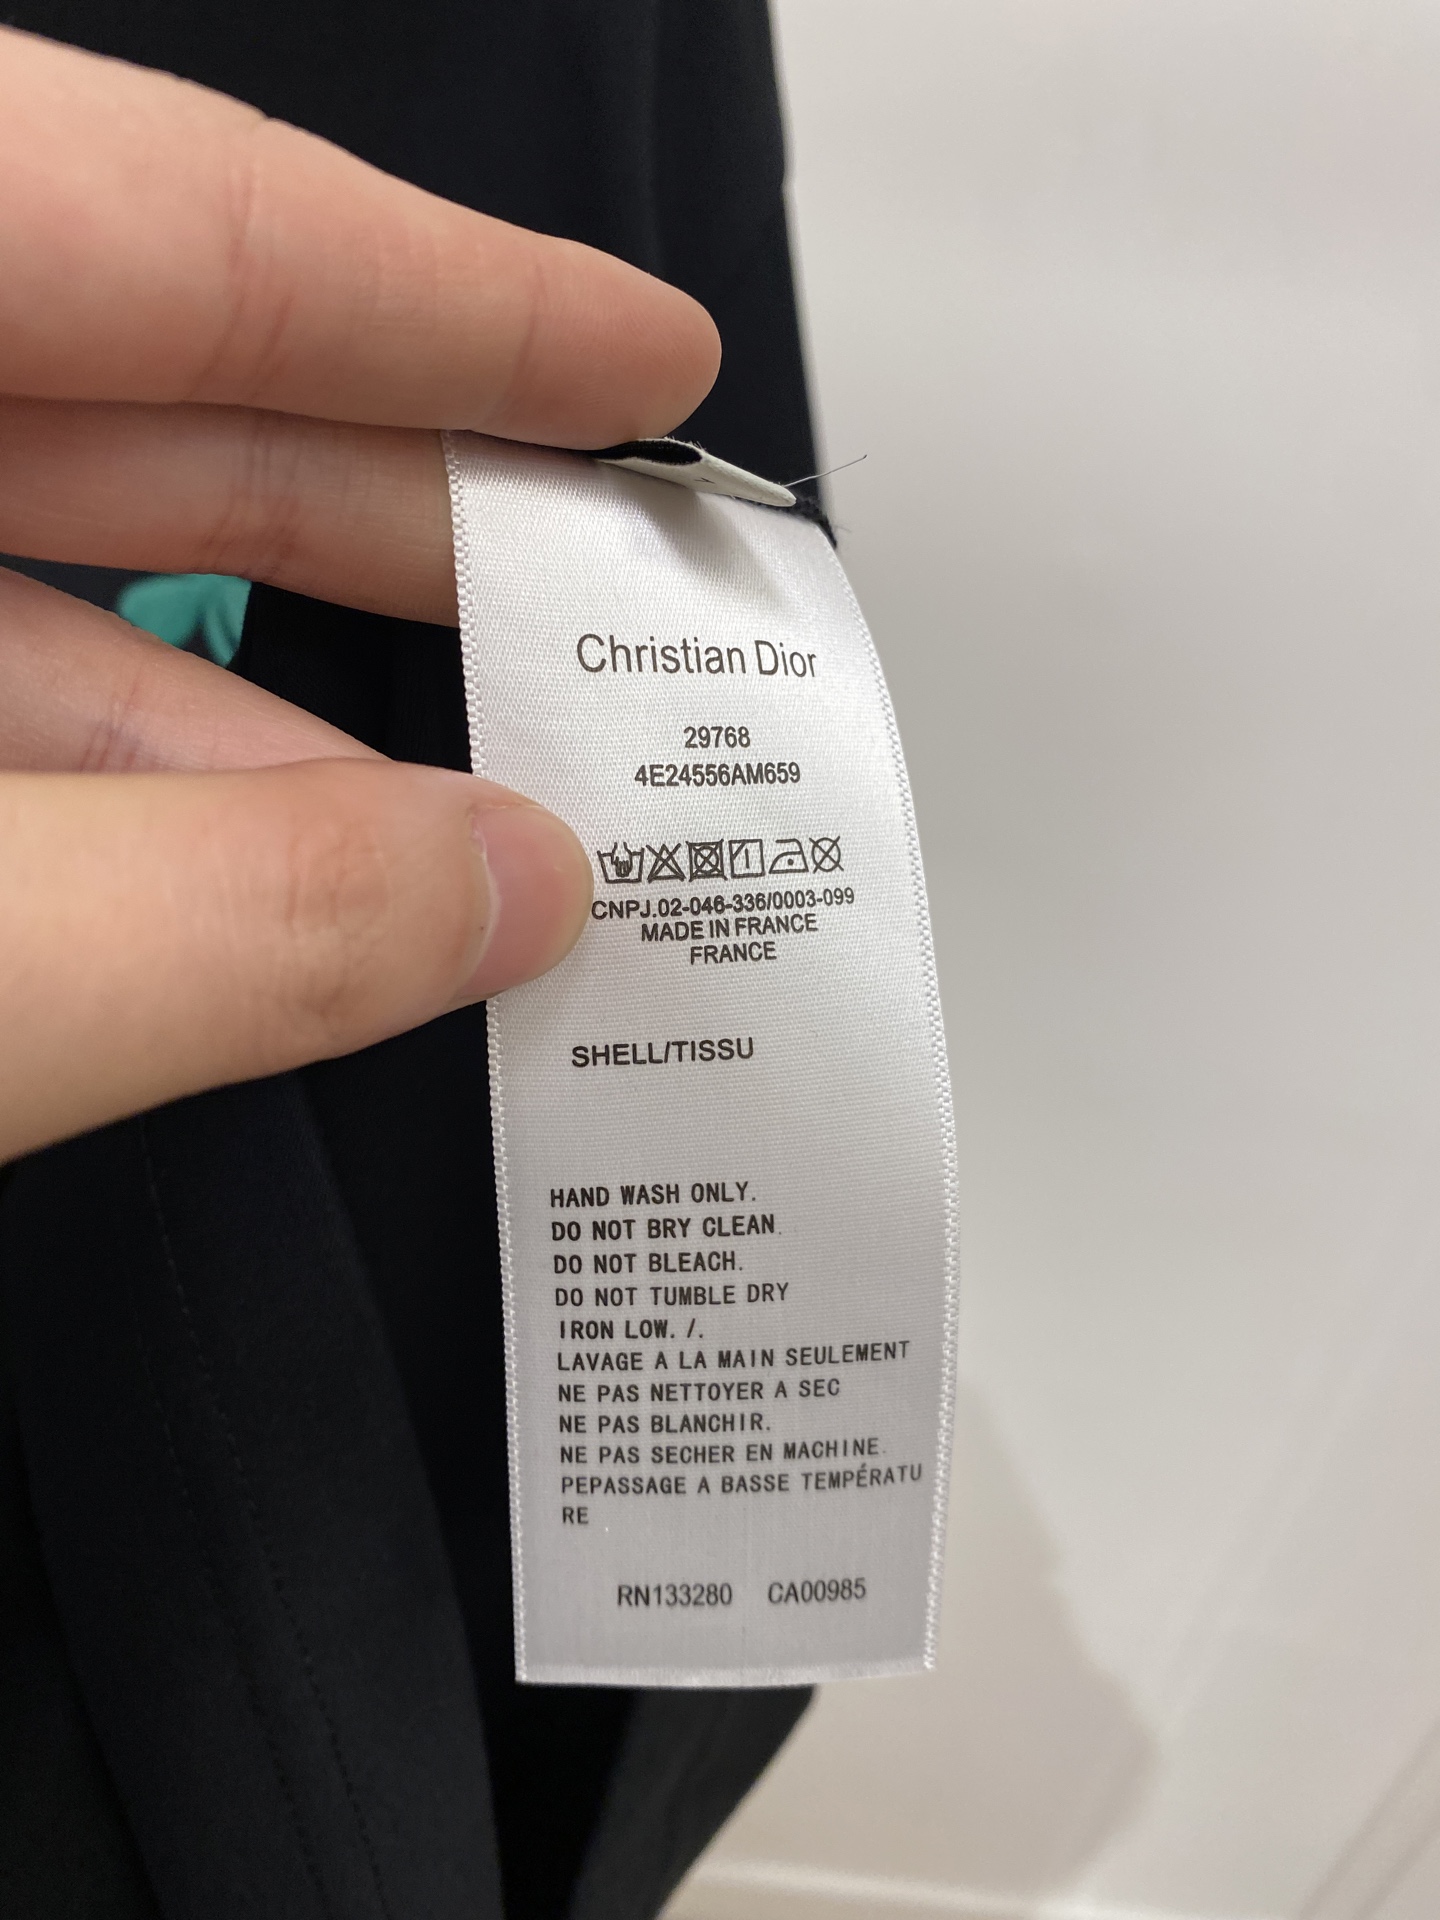 Christian Dior
29768
4E24556AM659
CNPJ.02-046-336/0003-099
MADE IN FRANCE
FRANCE
SHELL/TISSU
HAND WASH ONLY.
DO NOT BRY CLEAN.
DO NOT BLEACH.
DO NOT TUMBLE DRY
IRON LOW. /.
LAVAGE A LA MAIN SEULEMENT
NE PAS NETTOYER A SEC
NE PAS BLANCHIR.
NE PAS SECHER EN MACHINE.
PEPASSAGE A BASSE TEMPÉRATU
RE
RN133280 CA00985